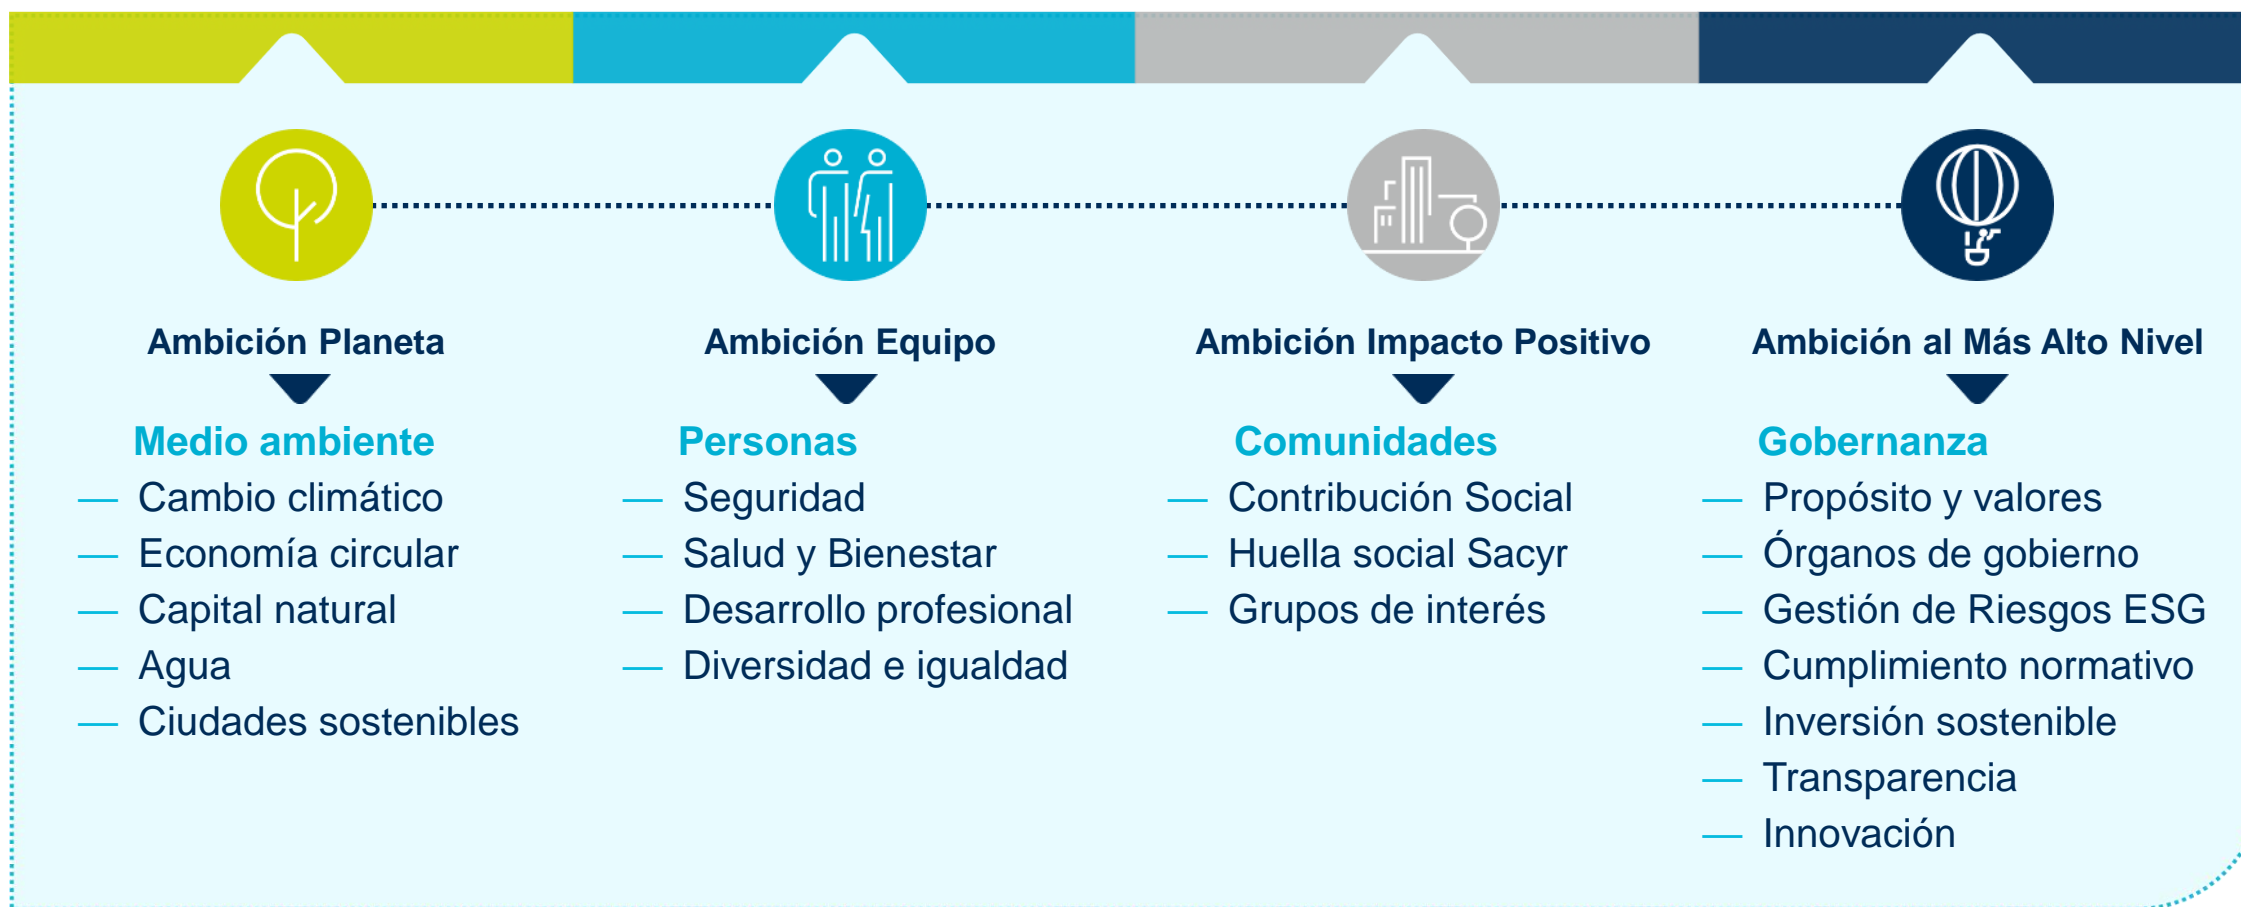 Ambición Planeta
Medio ambiente
— Cambio climático
— Economía circular
— Capital natural
— Agua
— Ciudades sostenibles
Ambición Equipo
Personas
— Seguridad
— Salud y Bienestar
— Desarrollo profesional
— Diversidad e igualdad
Ambición Impacto Positivo
Comunidades
— Contribución Social
— Huella social Sacyr
— Grupos de interés
Ambición al Más Alto Nivel
Gobernanza
— Propósito y valores
— Órganos de gobierno
— Gestión de Riesgos ESG
— Cumplimiento normativo
— Inversión sostenible
— Transparencia
— Innovación